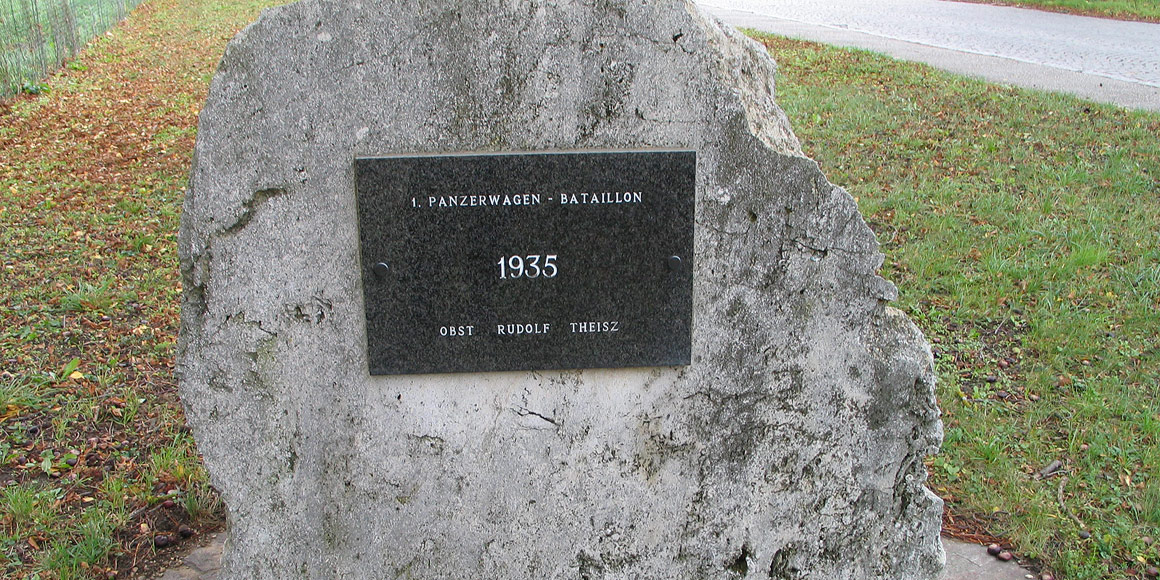 1. PANZERWAGEN - BATAILLON
1935
OBST RUDOLF THEISZ